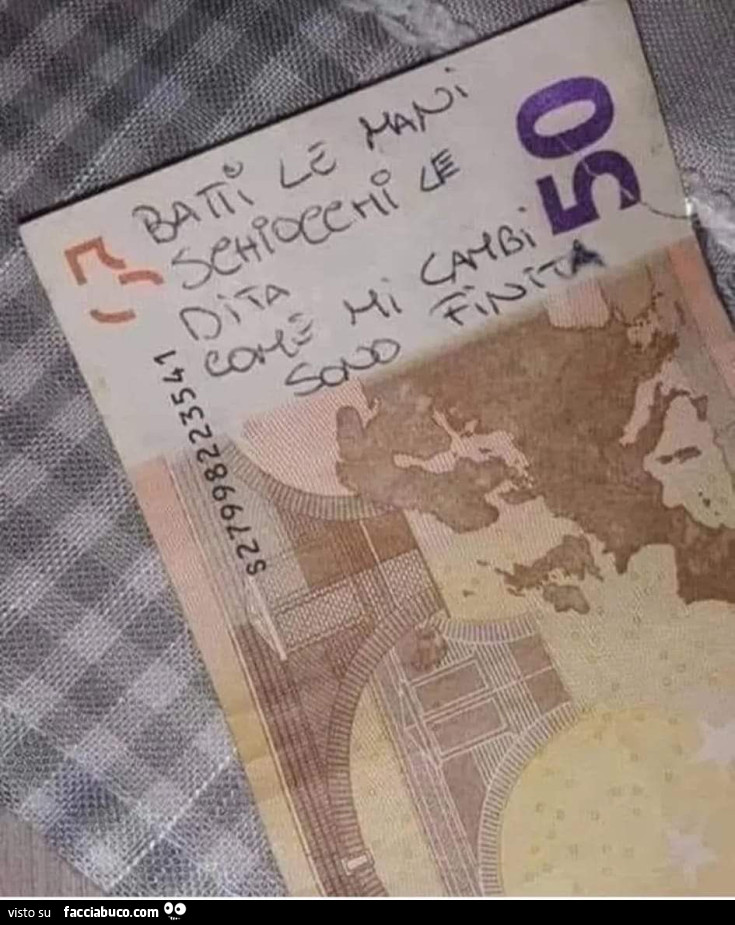 BATTI LE MANI
SCHIOCCHI LE
DITA
COME MI CAMBI
SONO FINITA
50
S27998223541
visto su facciabuco.com